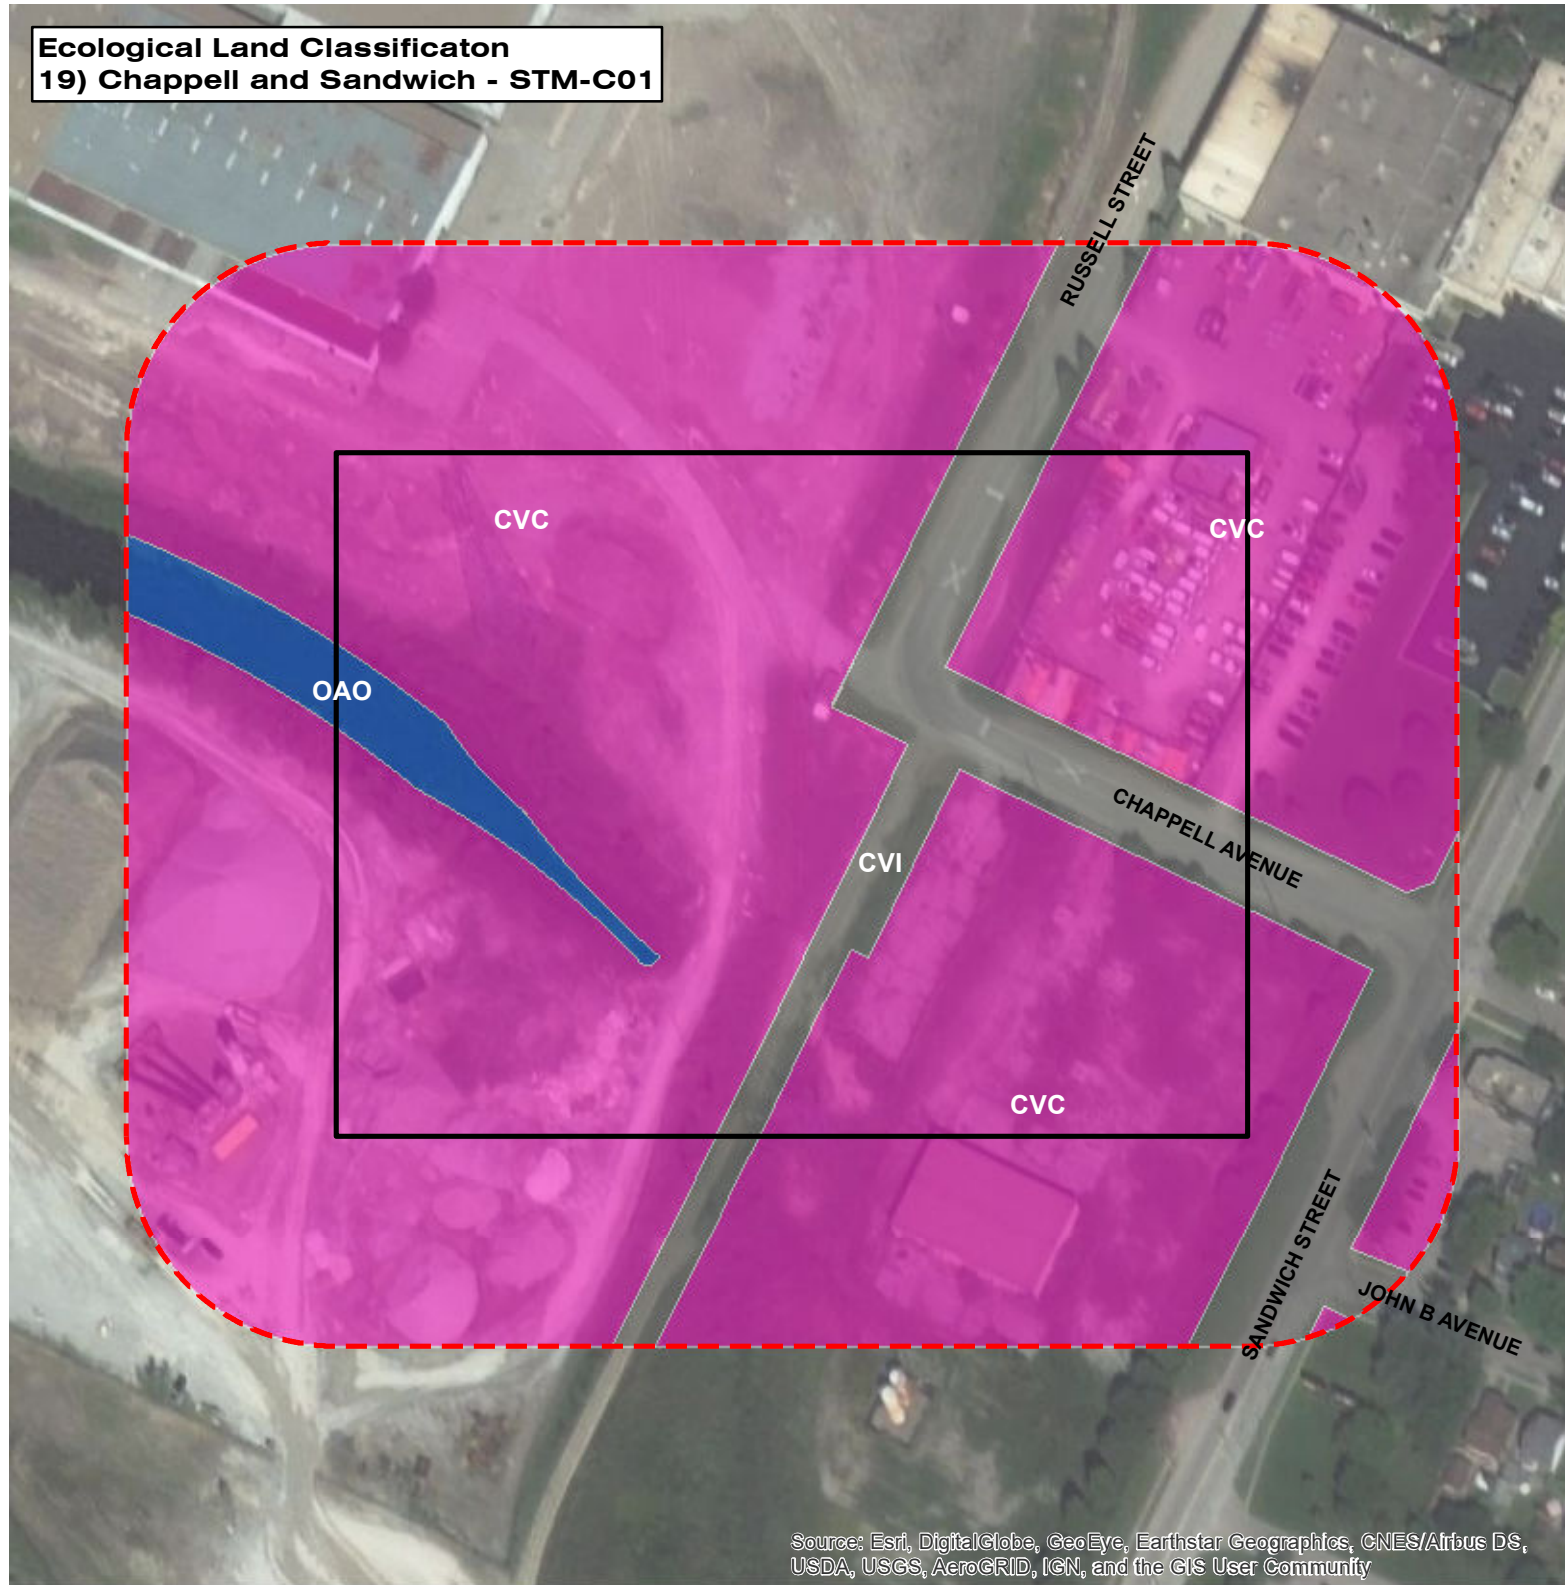 Ecological Land Classificaton
19) Chappell and Sandwich - STM-C01
RUSSELL STREET
CVC
CVC
OAO
CHAPPELL AVENUE
CVI
CVC
SANDWICH STREET
JOHN B AVENUE
Source: Esri, DigitalGlobe, GeoEye, Earthstar Geographics, CNES/Airbus DS,
USDA, USGS, AeroGRID, IGN, and the GIS User Community